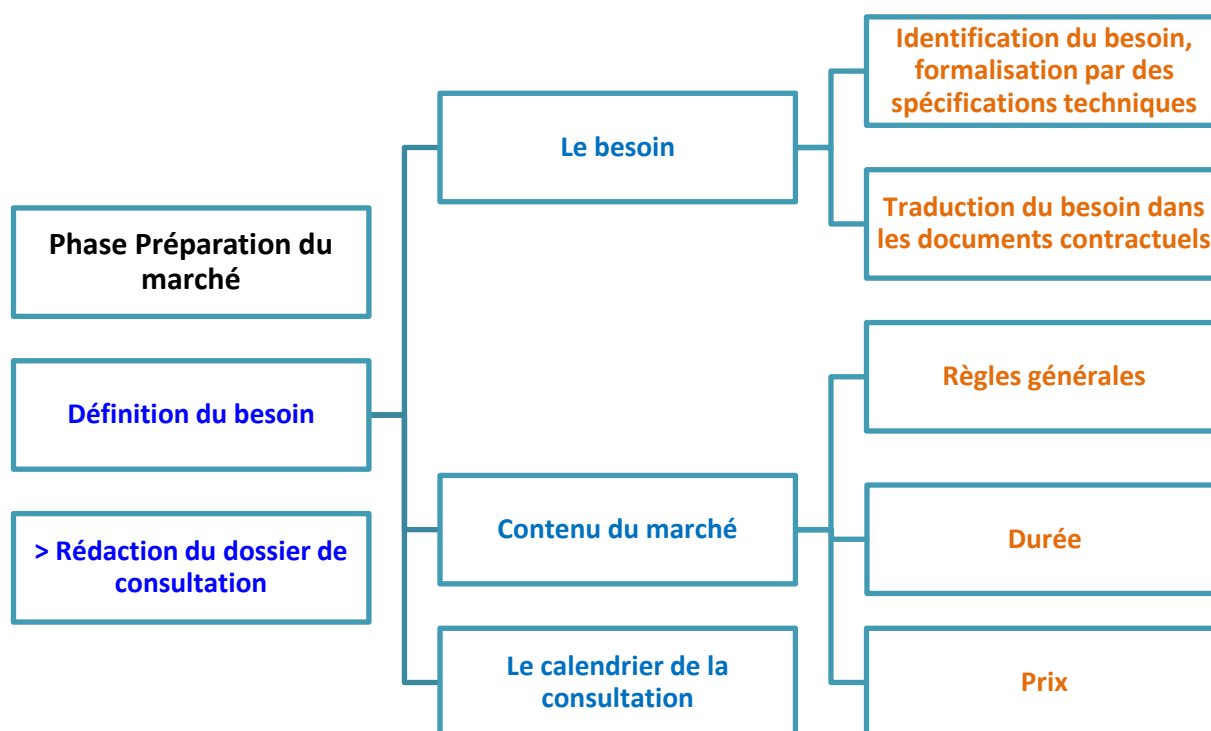 Phase Préparation du
marché
Définition du besoin
> Rédaction du dossier de
consultation
Le besoin
Contenu du marché
Le calendrier de la
consultation
Identification du besoin,
formalisation par des
spécifications techniques
Traduction du besoin dans
les documents contractuels
Règles générales
Durée
Prix